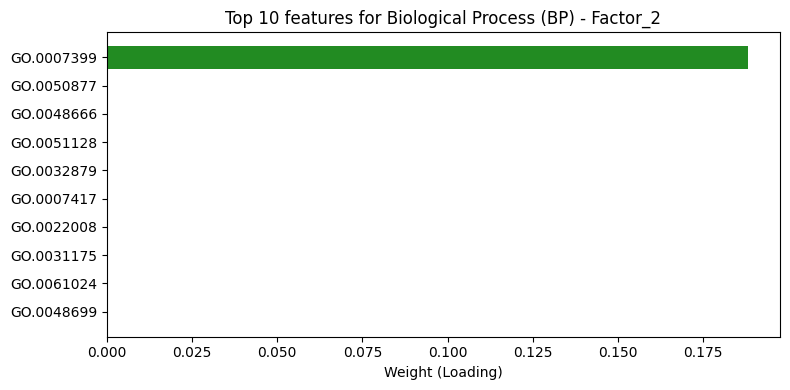 Top 10 features for Biological Process (BP) - Factor_2
GO.0007399
GO.0050877
GO.0048666
GO.0051128
GO.0032879
GO.0007417
GO.0022008
GO.0031175
GO.0061024
GO.0048699
0.000 0.025 0.050 0.075 0.100 0.125 0.150 0.175
Weight (Loading)